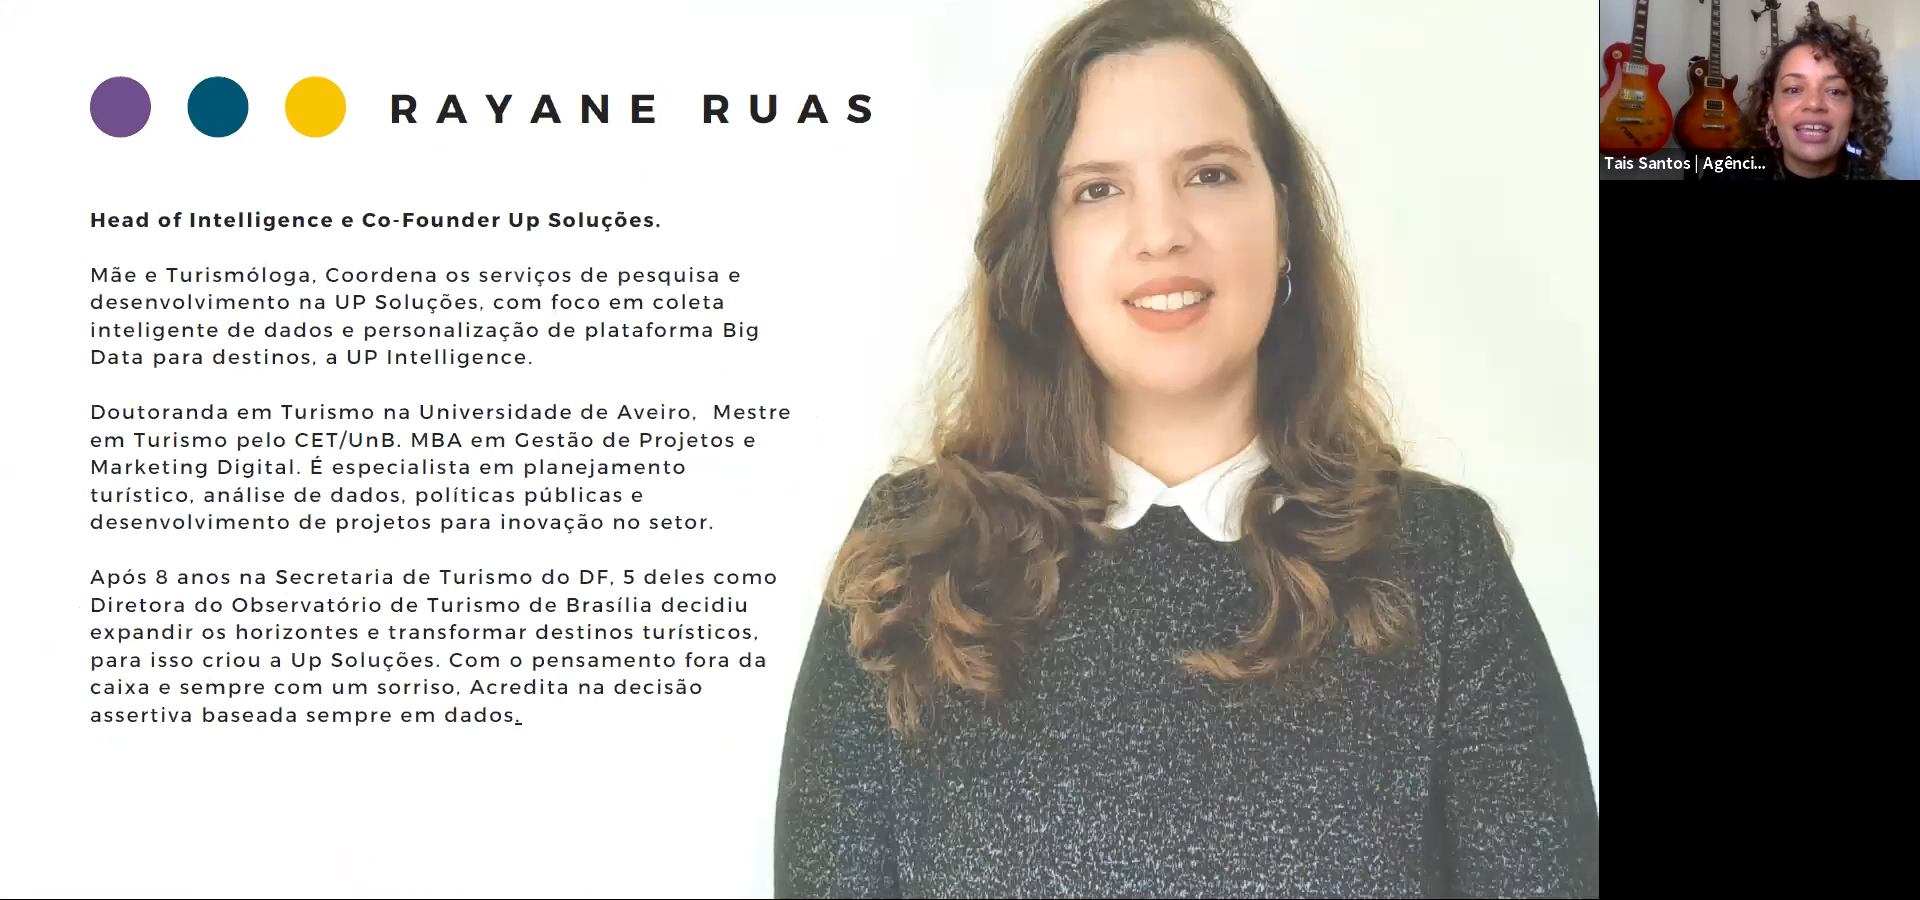 RAYANE RUAS
Head of Intelligence e Co-Founder Up Soluções.
Mãe e Turismóloga, Coordena os serviços de pesquisa e
desenvolvimento na UP Soluções, com foco em coleta
inteligente de dados e personalização de plataforma Big
Data para destinos, a UP Intelligence.
Doutoranda em Turismo na Universidade de Aveiro, Mestre
em Turismo pelo CET/UnB. MBA em Gestão de Projetos e
Marketing Digital. É especialista em planejamento
turístico, análise de dados, políticas públicas e
desenvolvimento de projetos para inovação no setor.
Após 8 anos na Secretaria de Turismo do DF, 5 deles como
Diretora do Observatório de Turismo de Brasília decidiu
expandir os horizontes e transformar destinos turísticos,
para isso criou a Up Soluções. Com o pensamento fora da
caixa e sempre com um sorriso, Acredita na decisão
assertiva baseada sempre em dados.
Tais Santos | Agênci...